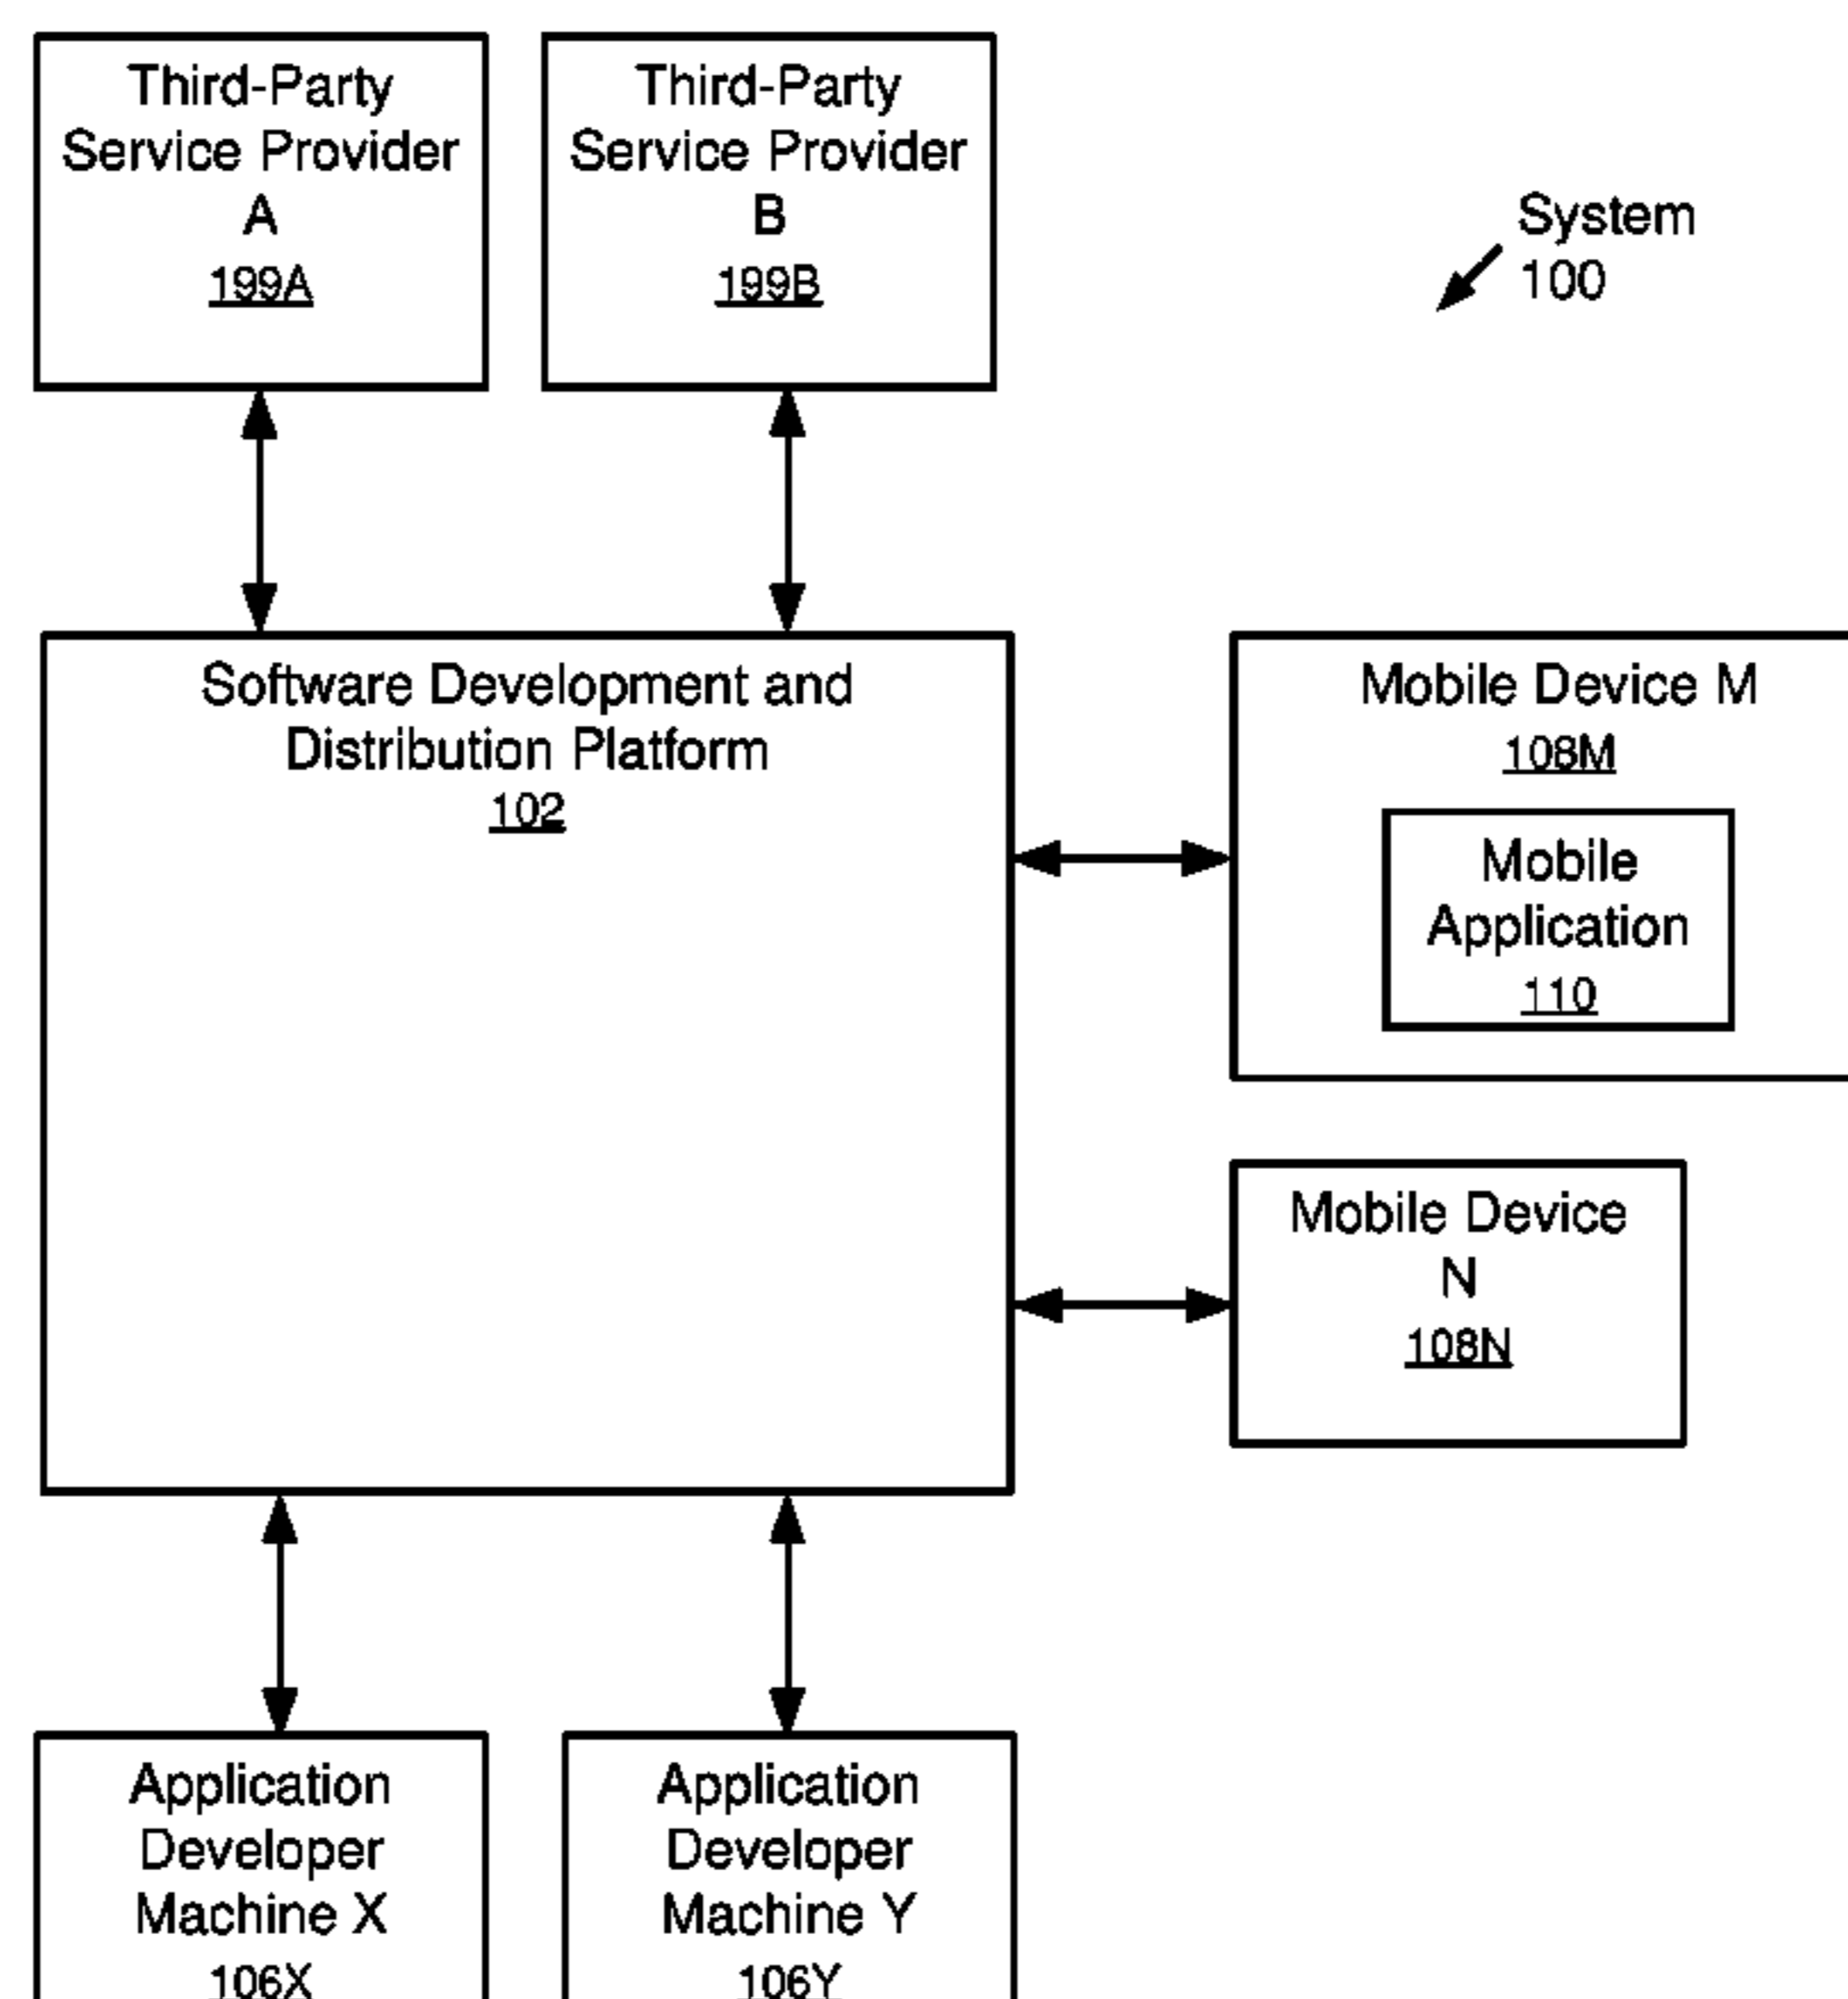 Third-Party
Service Provider
A
199A
Third-Party
Service Provider
B
199B
System
100
Software Development and
Distribution Platform
102
Mobile Device M
108M
Mobile
Application
110
Mobile Device
N
108N
Application
Developer
Machine X
106X
Application
Developer
Machine Y
106Y